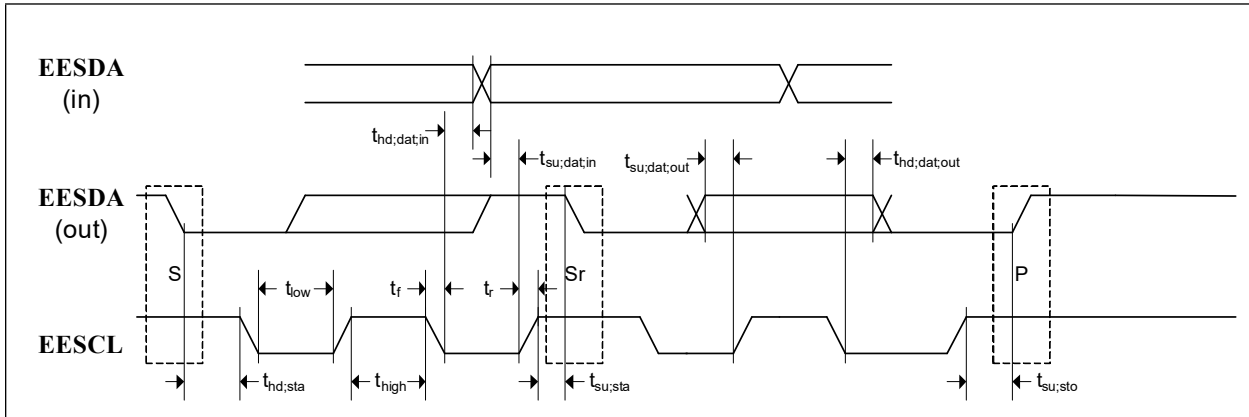 EESDA
(in)
t_hd;dat;in
t_su;dat;in
t_su;dat;out
t_hd;dat;out
EESDA
(out)
S
t_low
t_f
t_r
Sr
P
EESCL
t_hd;sta
t_high
t_su;sta
t_su;sto